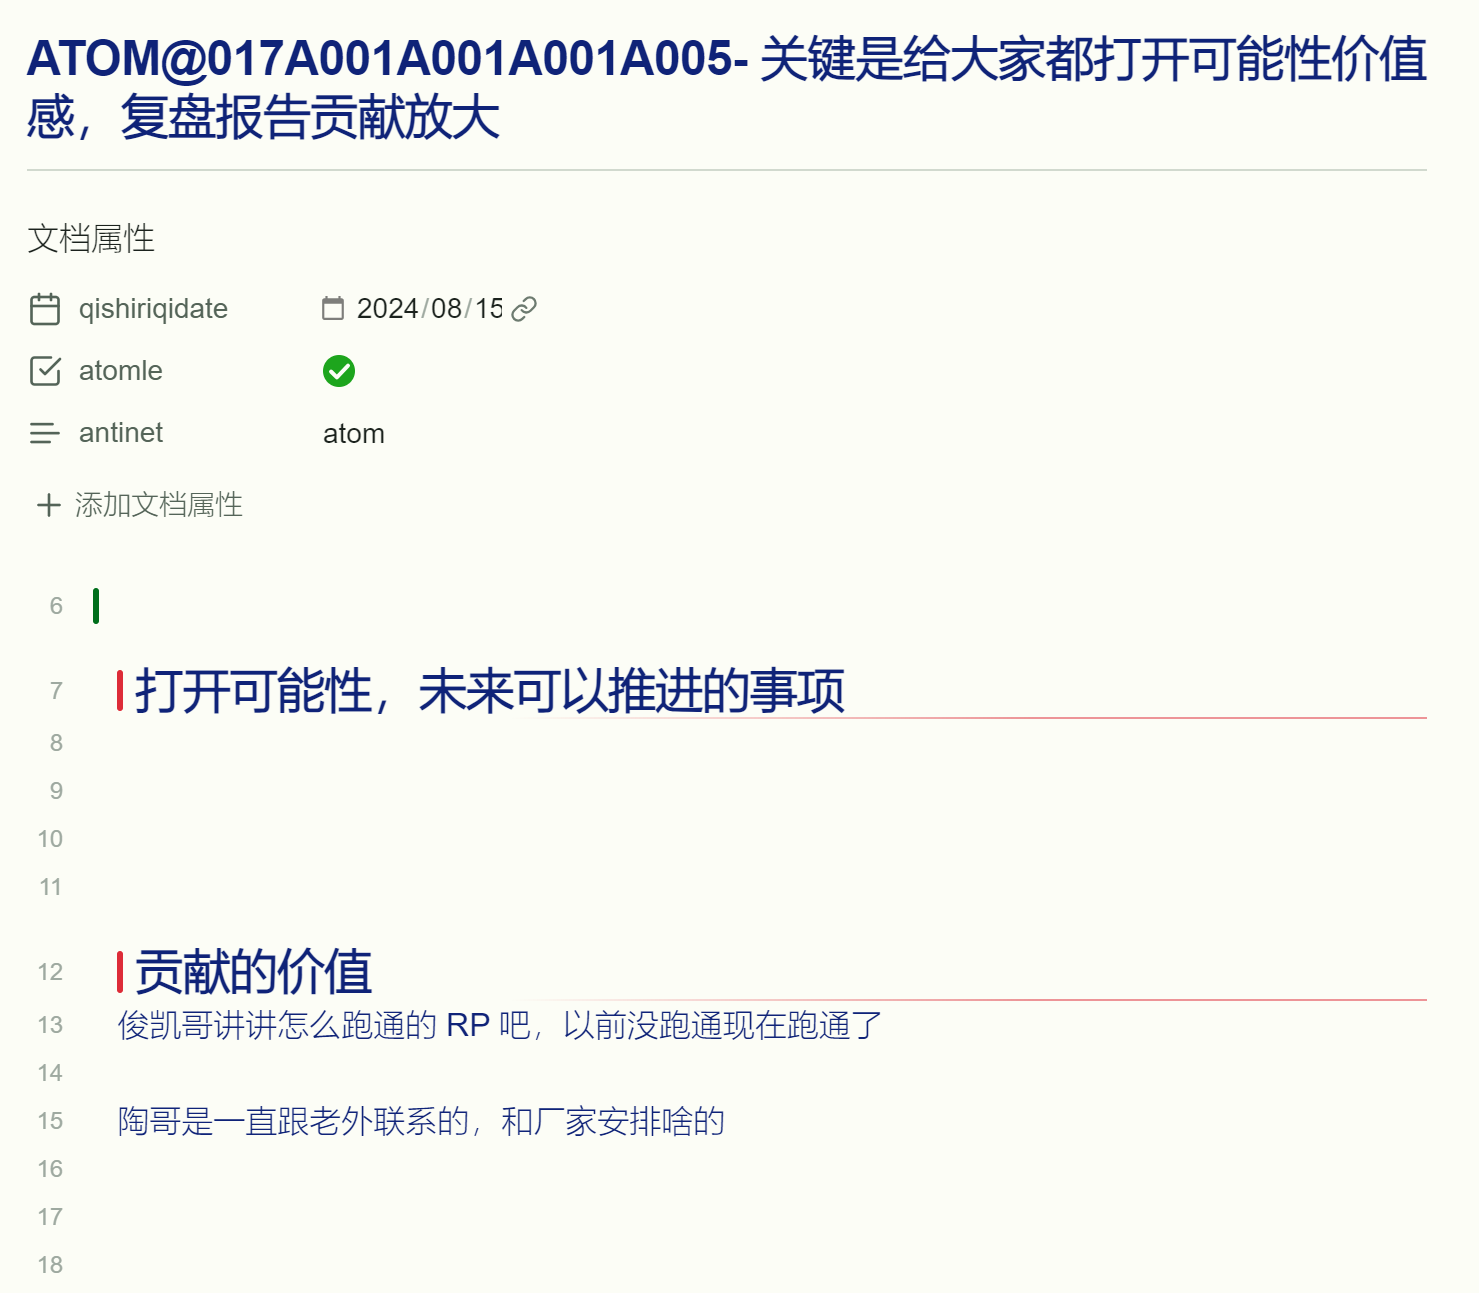 ATOM@017A001A001A001A005- 关键是给大家都打开可能性价值
感，复盘报告贡献放大
文档属性
qishiriqidate 2024/08/15
atomle
antinet atom
添加文档属性
6
7 打开可能性，未来可以推进的事项
8
9
10
11
12 贡献的价值
13 俊凯哥讲讲怎么跑通的 RP 吧，以前没跑通现在跑通了
14
15 陶哥是一直跟老外联系的，和厂家安排啥的
16
17
18